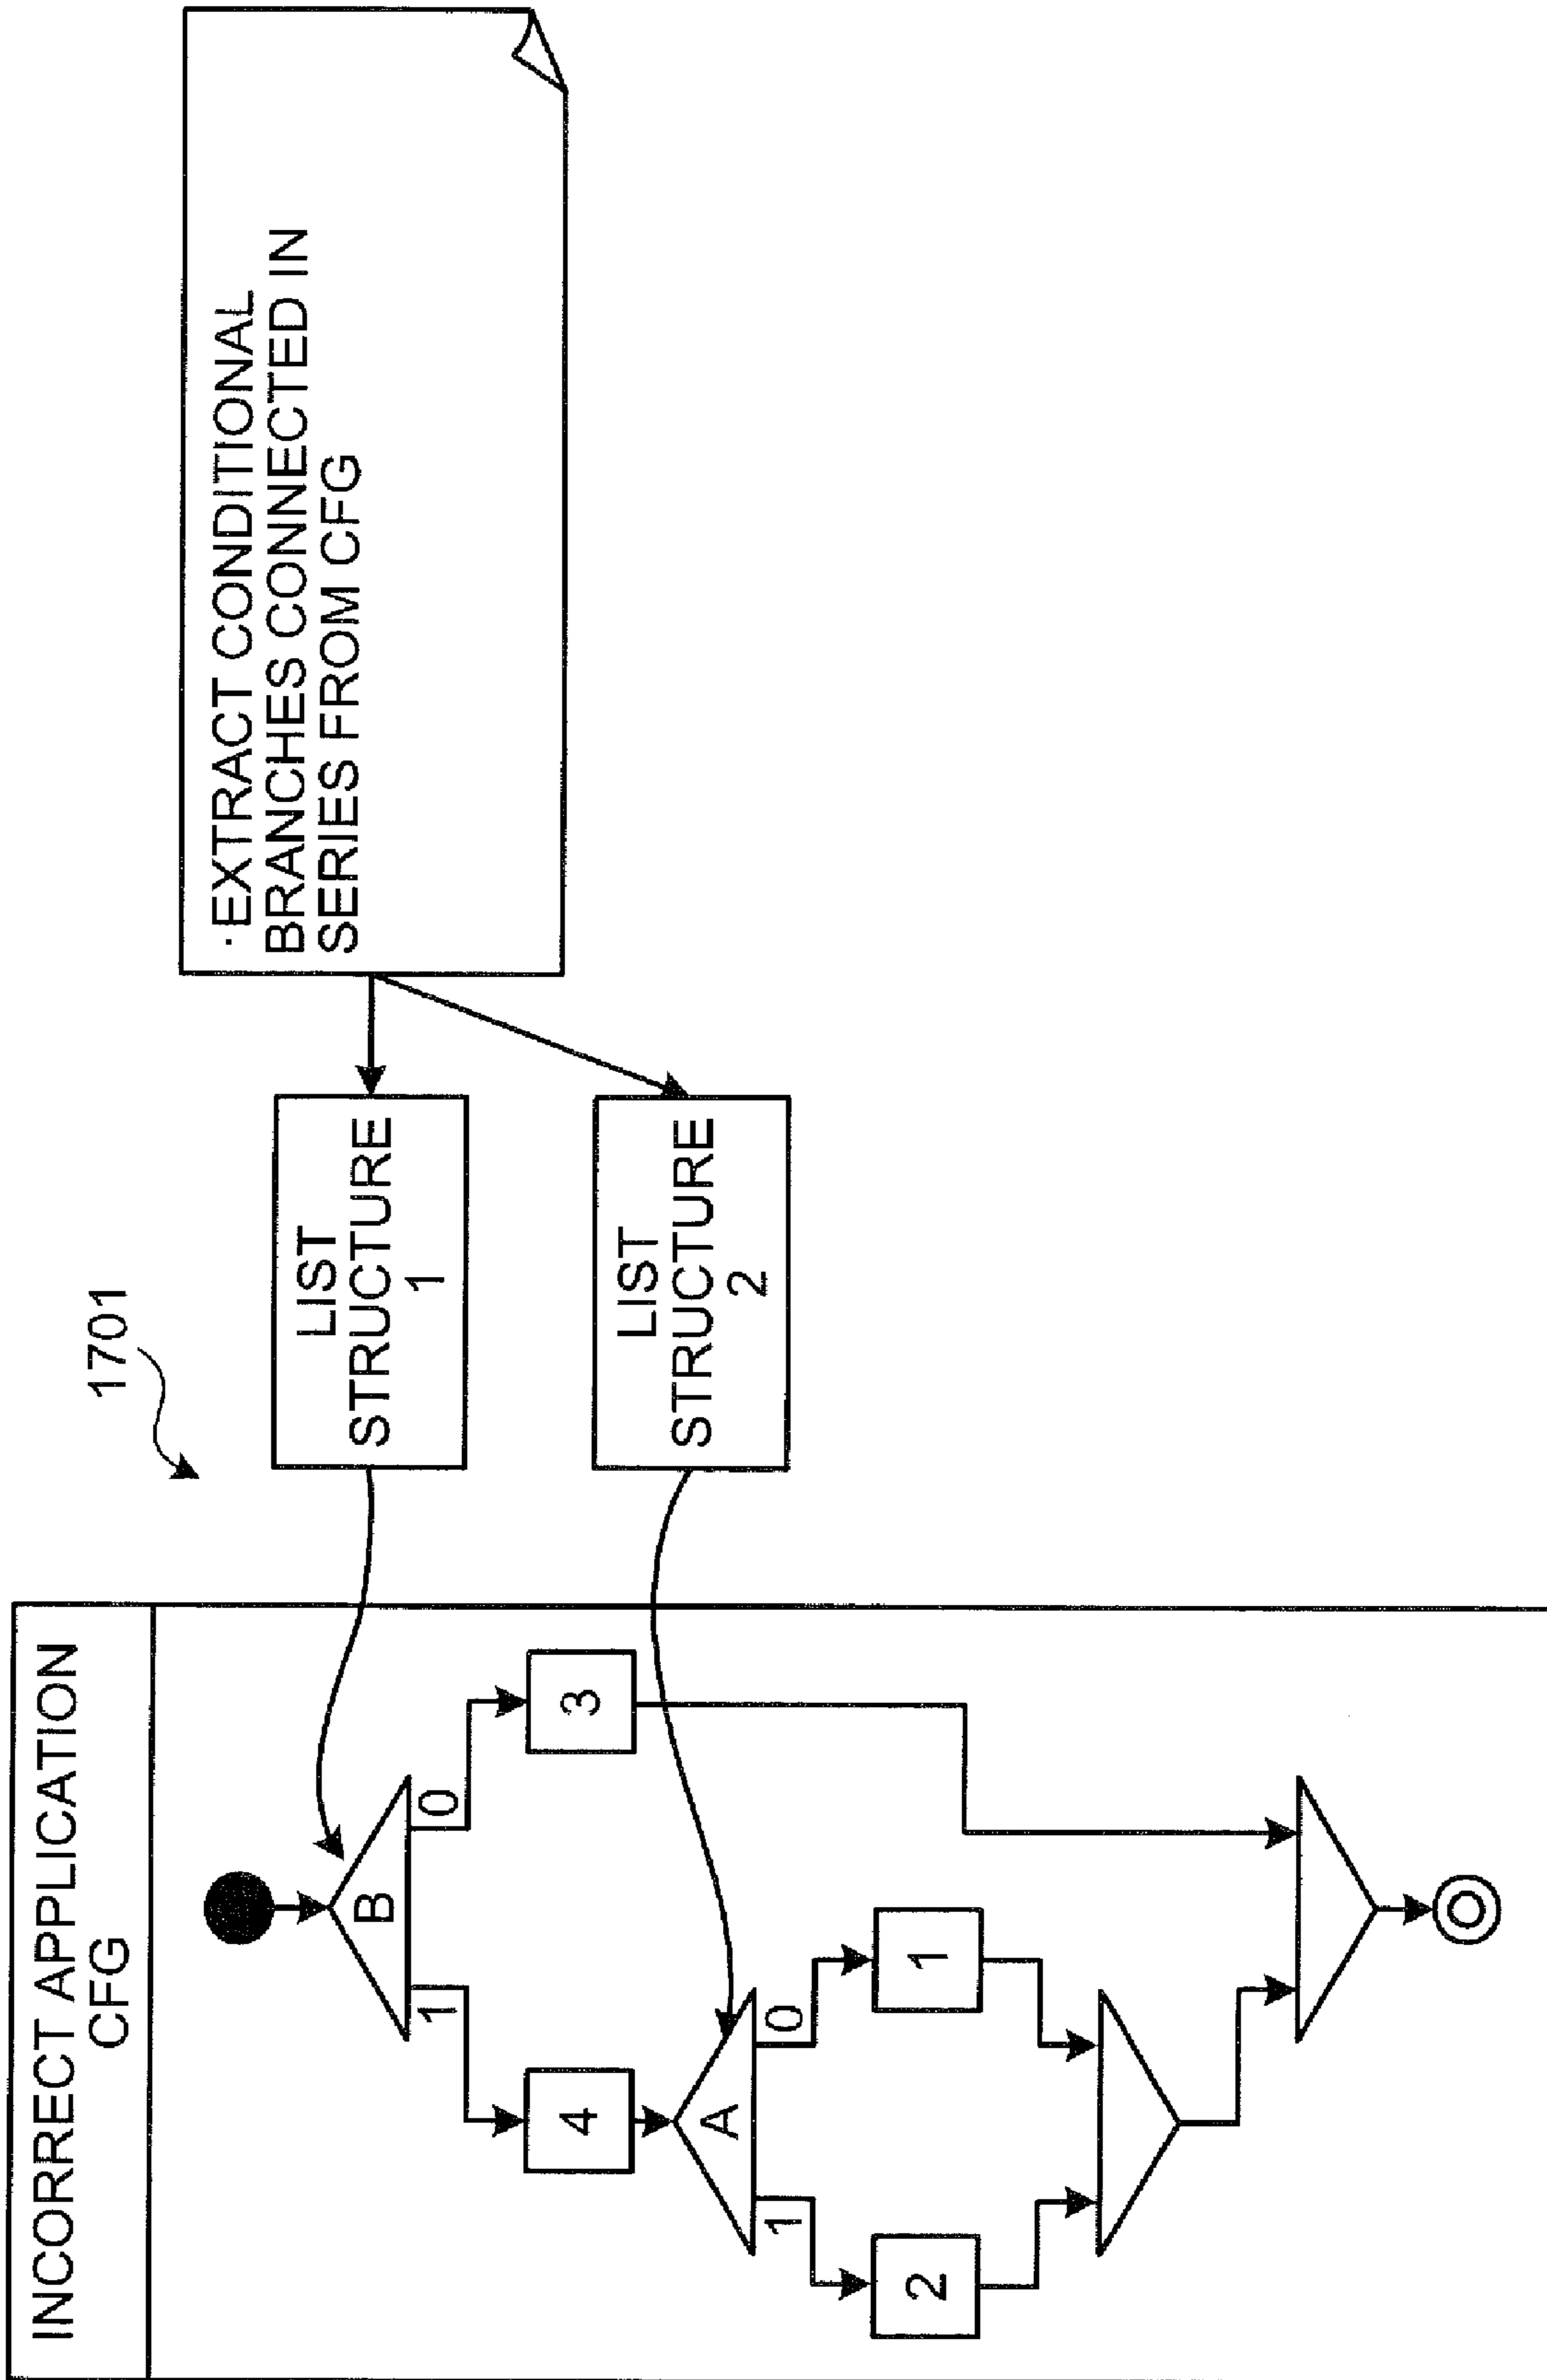 INCORRECT APPLICATION
CFG
1701
B
1
0
4
3
A
1
0
2
1
LIST
STRUCTURE
1
LIST
STRUCTURE
2
·EXTRACT CONDITIONAL
BRANCHES CONNECTED IN
SERIES FROM CFG